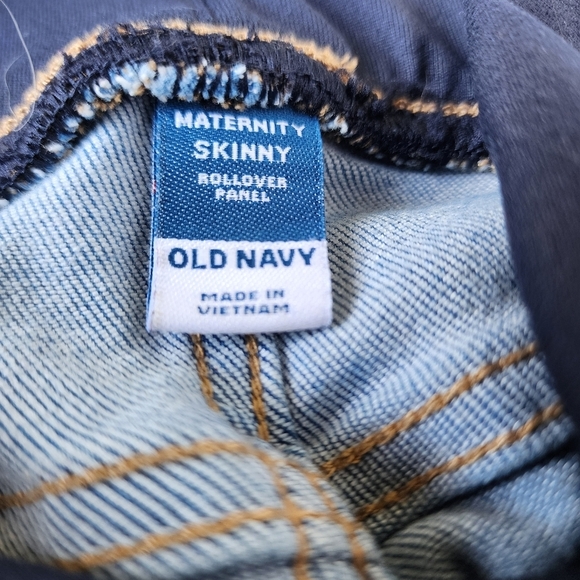 MATERNITY
SKINNY
ROLLOVER
PANEL
OLD NAVY
MADE IN
VIETNAM